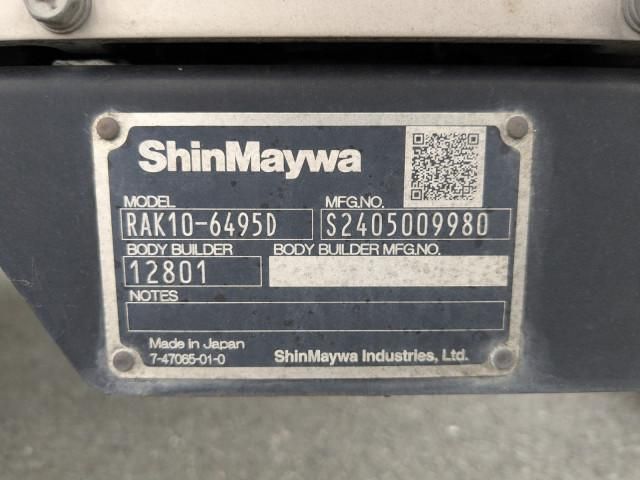 ShinMaywa
MODEL MFG.NO.
RAK10-6495D S2405009980
BODY BUILDER BODY BUILDER MFG.NO.
12801
NOTES
Made in Japan
7-47065-01-0 ShinMaywa Industries, Ltd.